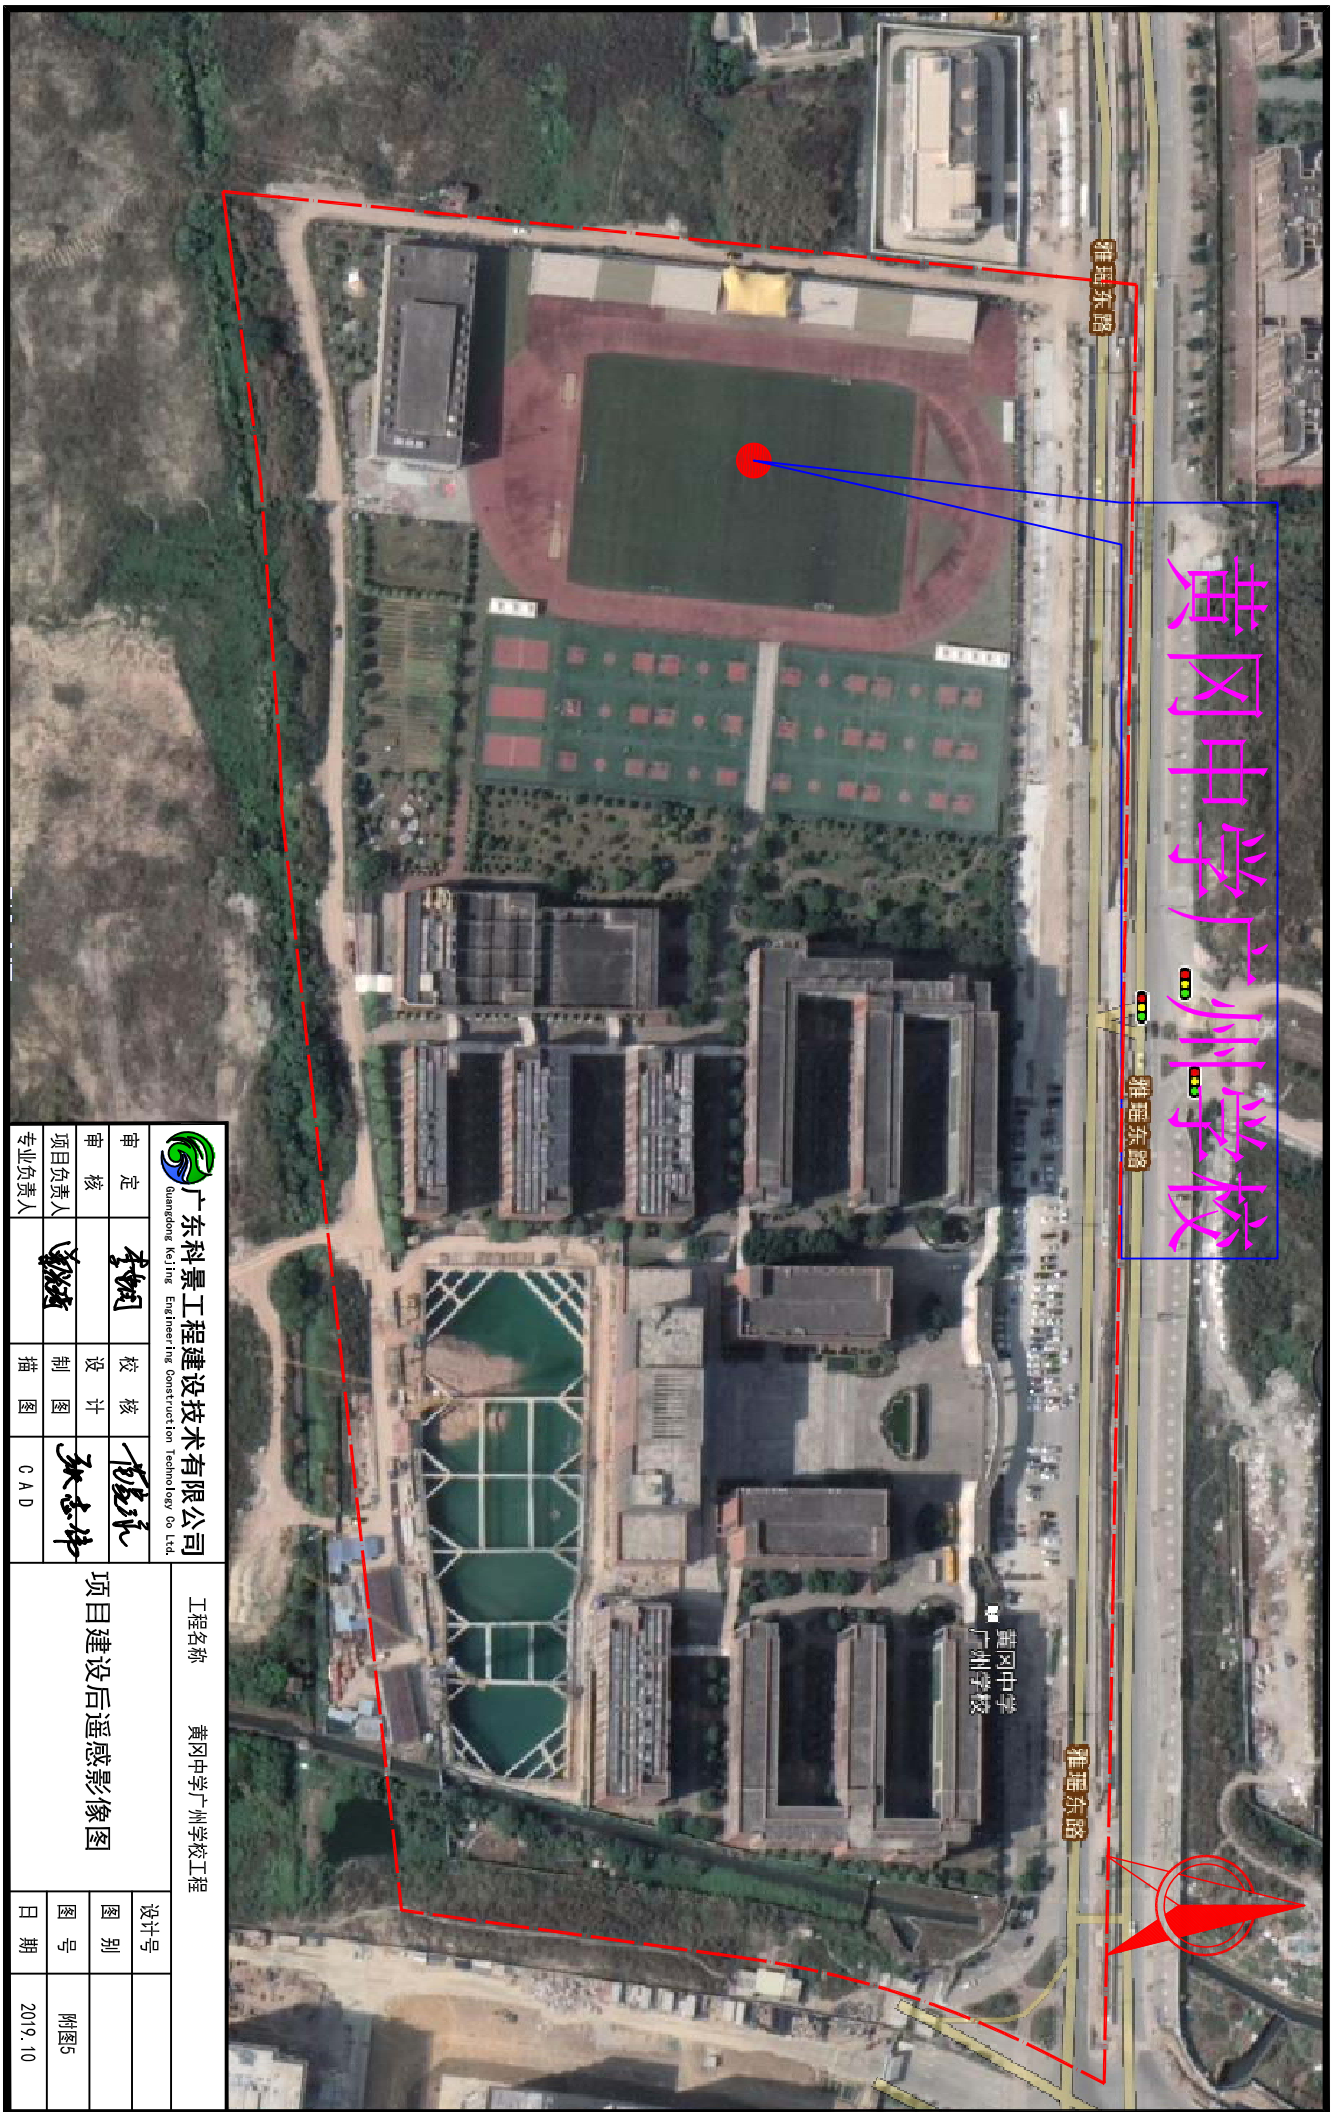 雅瑶东路
黄冈中学广州学校
雅瑶东路
黄冈中学
广州学校
雅瑶东路
广东科景工程建设技术有限公司
Guangdong Kejing Engineering Construction Technology Co Ltd.
工程名称 黄冈中学广州学校工程
审定 校核
审核 设计
项目负责人 制图 张志伟
专业负责人 描图 CAD
项目建设后遥感影像图
设计号
图别
图号 附图5
日期 2019.10